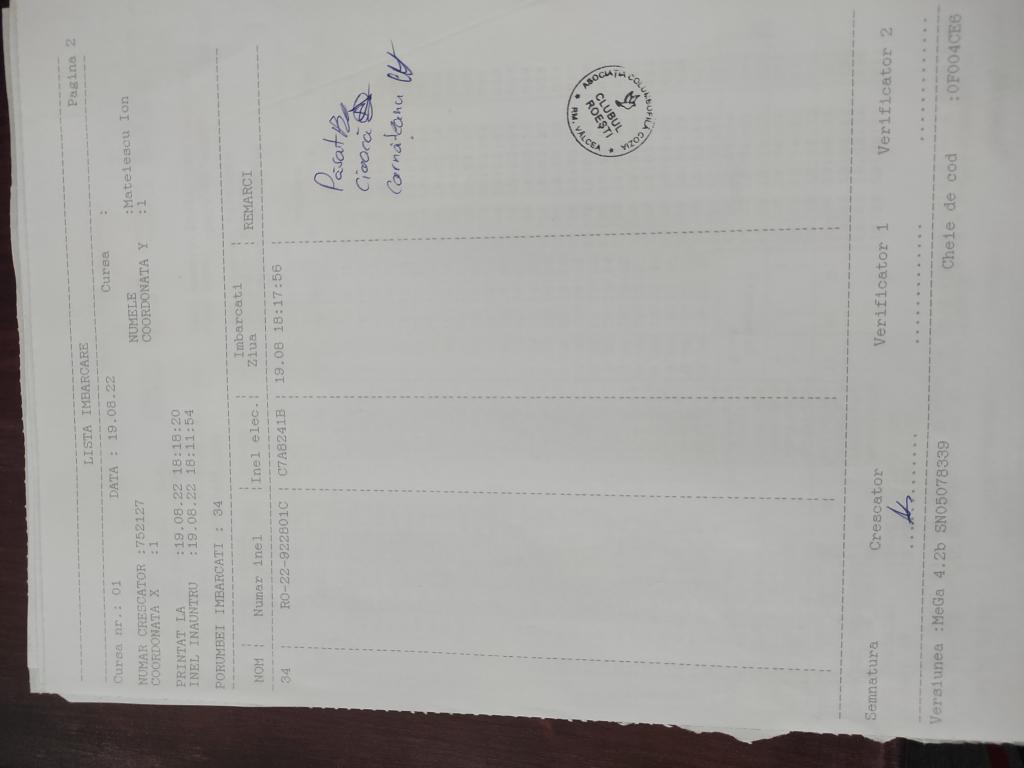 Pagina 2
LISTA IMBARCARE
Cursa nr.: 01 DATA : 19.08.22 Cursa :
NUMAR CRESCATOR :752127 NUMELE :Mateiescu Ion
COORDONATA X :1 COORDONATA Y :1
PRINTAT LA :19.08.22 18:18:20
INEL INAUNTRU :19.08.22 18:11:54
PORUMBEI IMBARCATI : 34
Imbarcati :
NOM : Numar inel : Inel elec.: Ziua : REMARCI
34 : RO-22-922801C : C7A8241B : 19.08 18:17:56 :
Pasat
Cioară
Cornățeanu
ASOCIAȚIA COLUMBOFILĂ COZIA * RM. VALCEA *
CLUBUL
ROEȘTI
Semnatura Crescator Verificator 1 Verificator 2
Versiunea :MeGa 4.2b SN05078339 Cheie de cod :0F004CE6